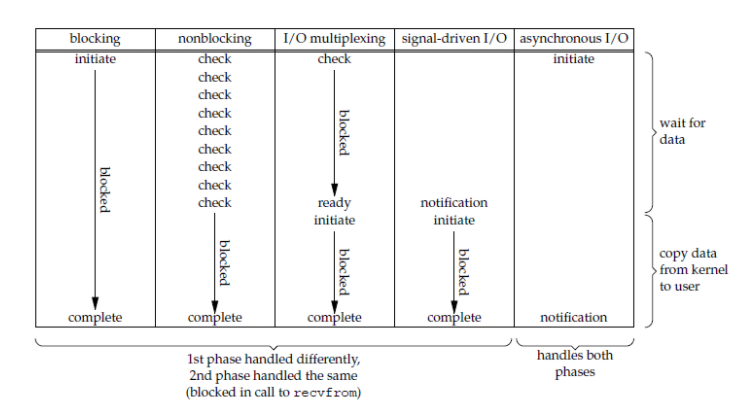 blocking nonblocking I/O multiplexing signal-driven I/O asynchronous I/O
initiate check check initiate
check
check
check
check
check
check
check
check ready notification
initiate initiate
blocked
blocked
blocked
blocked
blocked
complete complete complete complete notification
wait for
data
copy data
from kernel
to user
1st phase handled differently,
2nd phase handled the same
(blocked in call to recvfrom)
handles both
phases